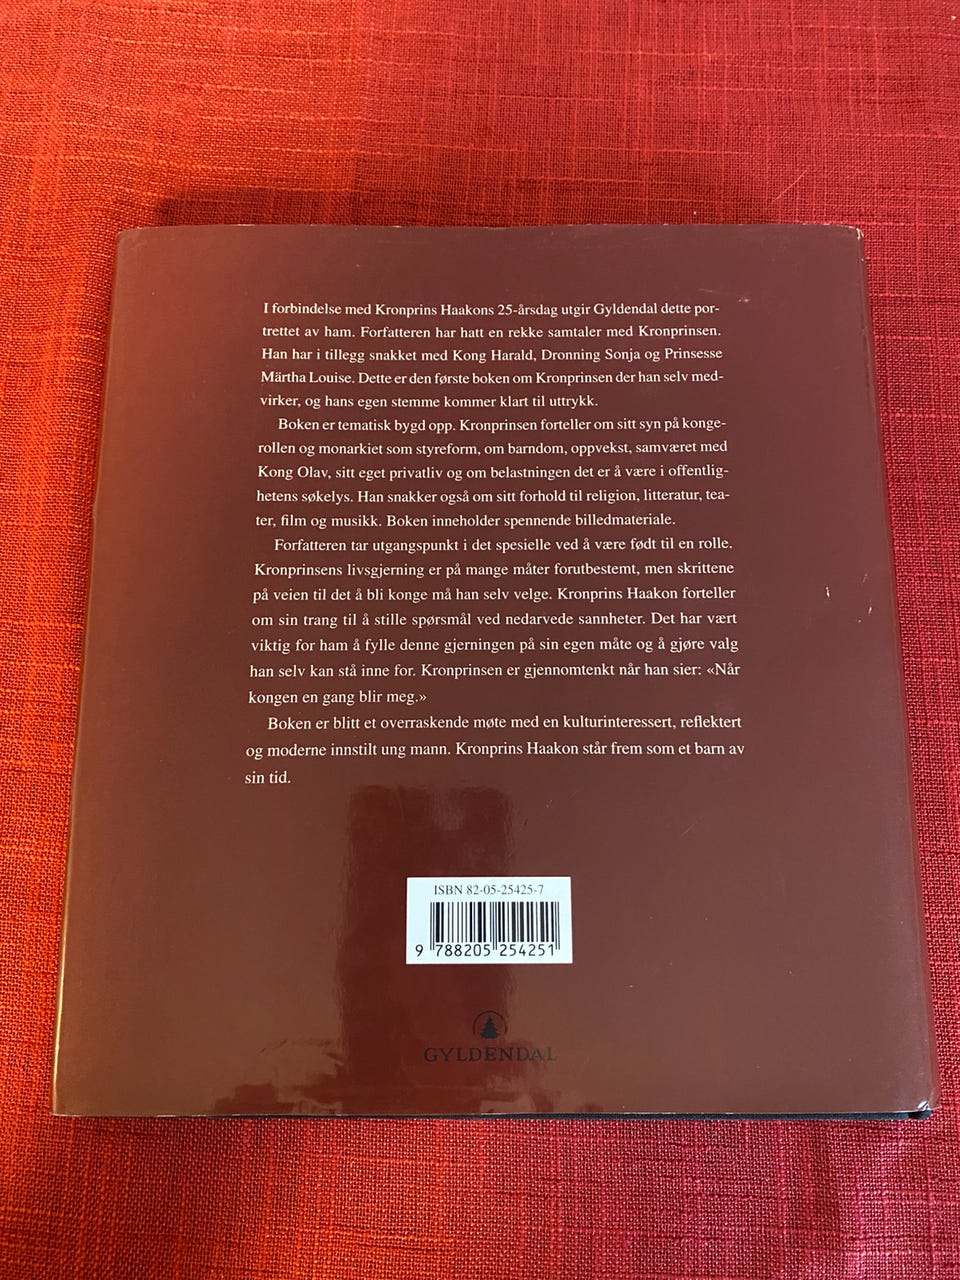 I forbindelse med Kronprins Haakons 25-årsdag utgir Gyldendal dette por-
trettet av ham. Forfatteren har hatt en rekke samtaler med Kronprinsen.
Han har i tillegg snakket med Kong Harald, Dronning Sonja og Prinsesse
Märtha Louise. Dette er den første boken om Kronprinsen der han selv med-
virker, og hans egen stemme kommer klart til uttrykk.
Boken er tematisk bygd opp. Kronprinsen forteller om sitt syn på konge-
rollen og monarkiet som styreform, om barndom, oppvekst, samværet med
Kong Olav, sitt eget privatliv og om belastningen det er å være i offentlig-
hetens søkelys. Han snakker også om sitt forhold til religion, litteratur, tea-
ter, film og musikk. Boken inneholder spennende billedmateriale.
Forfatteren tar utgangspunkt i det spesielle ved å være født til en rolle.
Kronprinsens livsgjerning er på mange måter forutbestemt, men skrittene
på veien til det å bli konge må han selv velge. Kronprins Haakon forteller
om sin trang til å stille spørsmål ved nedarvede sannheter. Det har vært
viktig for ham å fylle denne gjerningen på sin egen måte og å gjøre valg
han selv kan stå inne for. Kronprinsen er gjennomtenkt når han sier: «Når
kongen en gang blir meg.»
Boken er blitt et overraskende møte med en kulturinteressert, reflektert
og moderne innstilt ung mann. Kronprins Haakon står frem som et barn av
sin tid.
ISBN 82-05-25425-7
9 788205 254251
GYLDENDAL